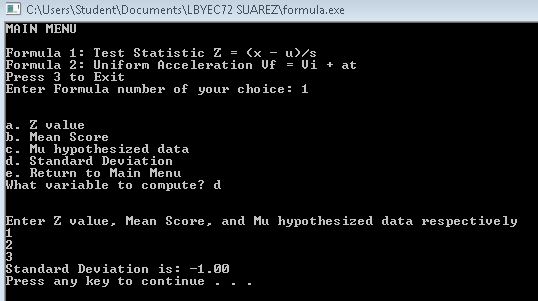 C:\Users\Student\Documents\LBYEC72 SUAREZ\formula.exe
MAIN MENU
Formula 1: Test Statistic Z = (x - u)/s
Formula 2: Uniform Acceleration Vf = Vi + at
Press 3 to Exit
Enter Formula number of your choice: 1
a. Z value
b. Mean Score
c. Mu hypothesized data
d. Standard Deviation
e. Return to Main Menu
What variable to compute? d
Enter Z value, Mean Score, and Mu hypothesized data respectively
1
2
3
Standard Deviation is: -1.00
Press any key to continue . . .